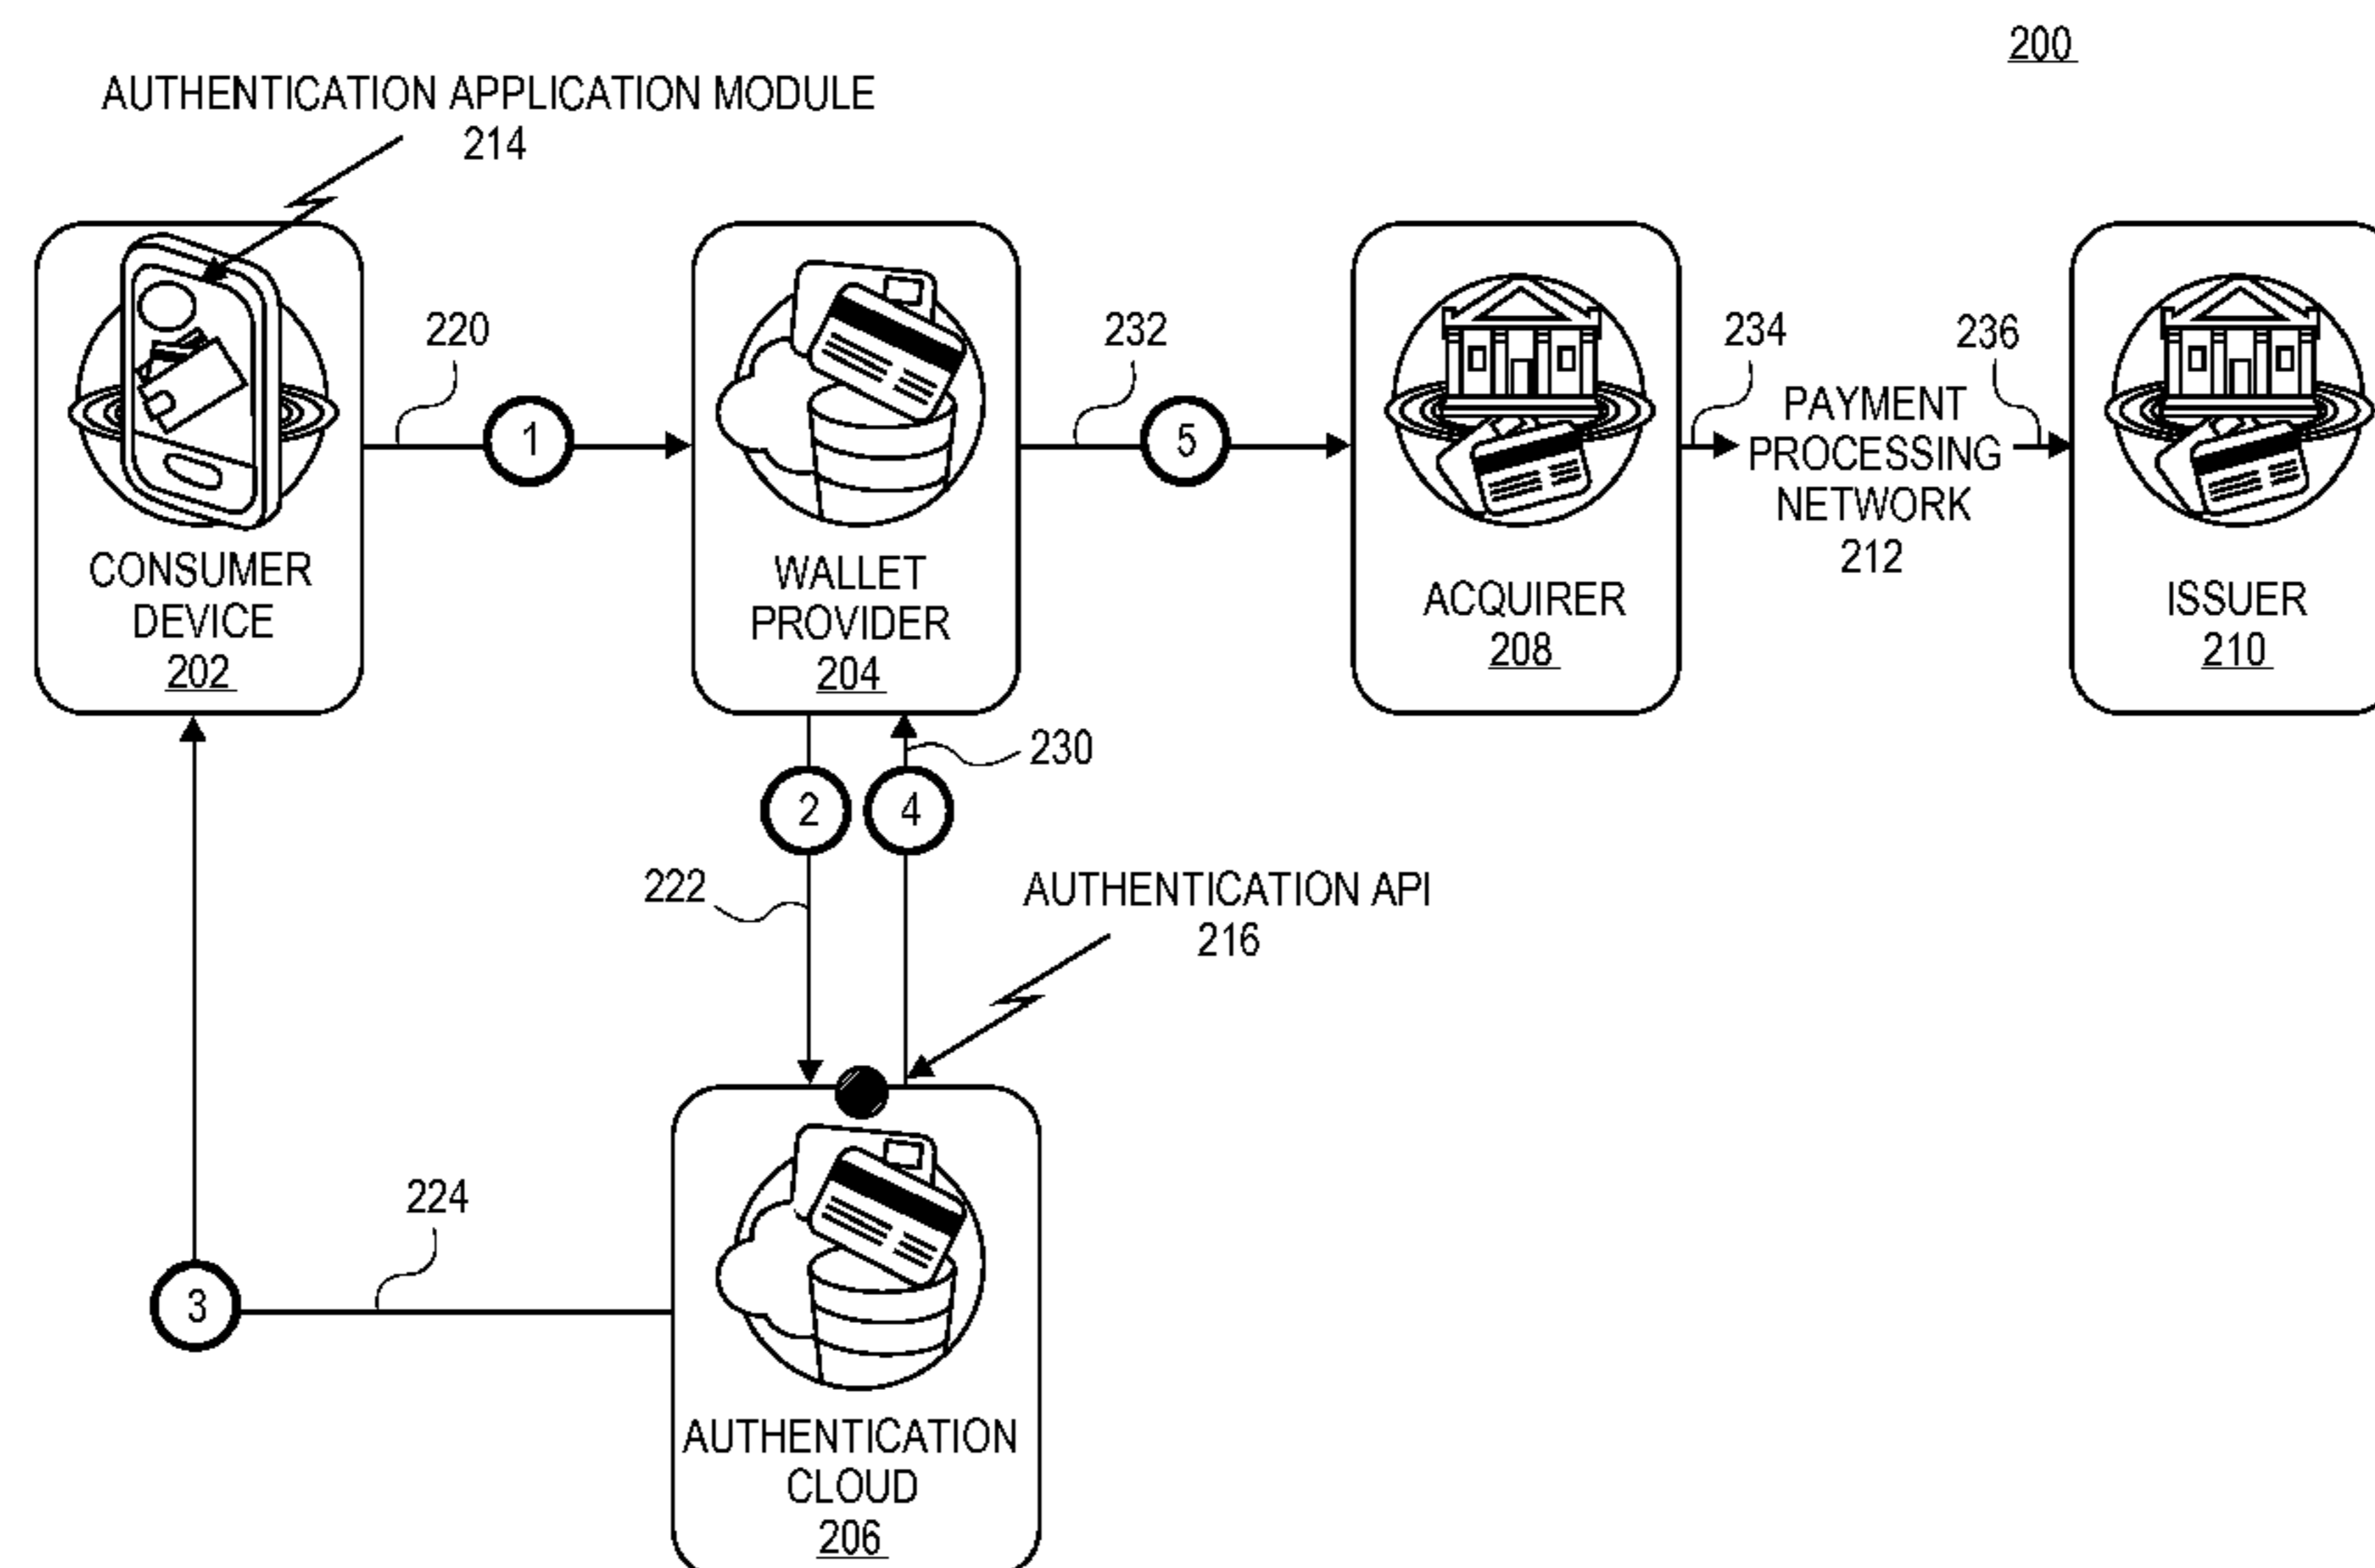 200
AUTHENTICATION APPLICATION MODULE
214
220
1
CONSUMER
DEVICE
202
WALLET
PROVIDER
204
232
5
ACQUIRER
208
234
PAYMENT
PROCESSING
NETWORK
212
236
ISSUER
210
230
2
4
222
AUTHENTICATION API
216
224
3
AUTHENTICATION
CLOUD
206